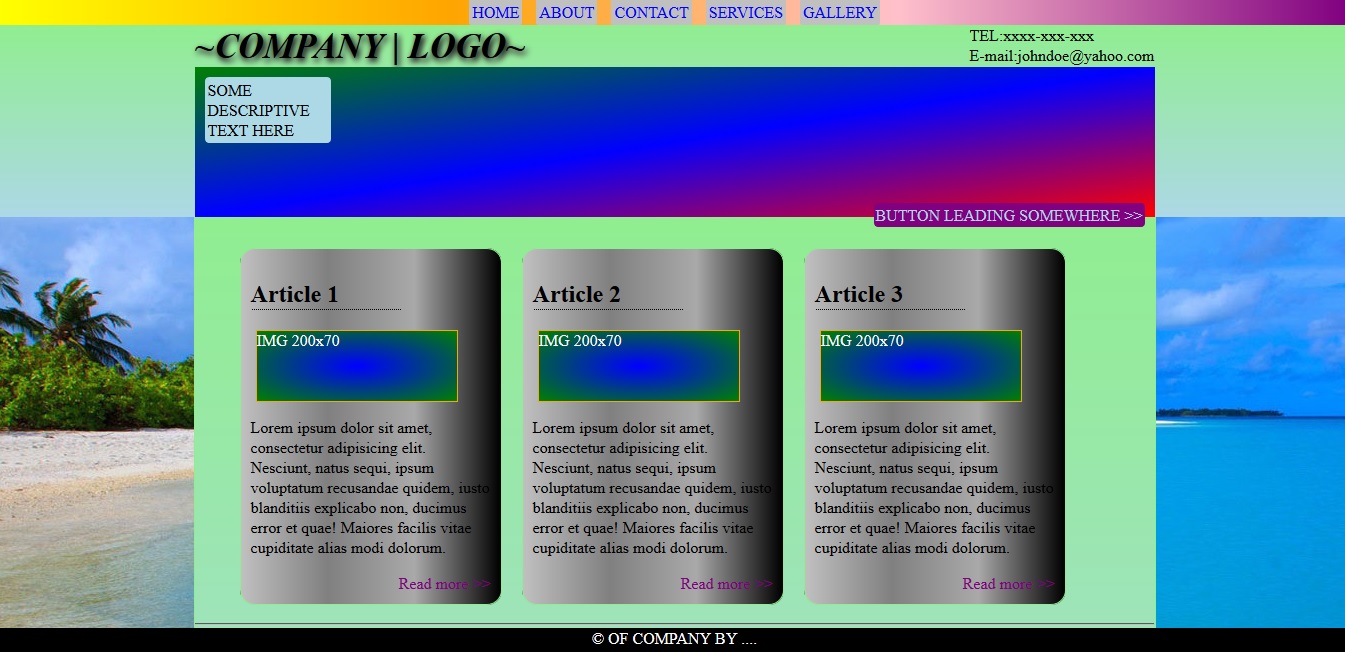 HOME ABOUT CONTACT SERVICES GALLERY
~COMPANY | LOGO~
TEL:xxxx-xxx-xxx
E-mail:johndoe@yahoo.com
SOME
DESCRIPTIVE
TEXT HERE
BUTTON LEADING SOMEWHERE >>
Article 1
IMG 200x70
Lorem ipsum dolor sit amet,
consectetur adipisicing elit.
Nesciunt, natus sequi, ipsum
voluptatum recusandae quidem, iusto
blanditiis explicabo non, ducimus
error et quae! Maiores facilis vitae
cupiditate alias modi dolorum.
Read more >>
Article 2
IMG 200x70
Lorem ipsum dolor sit amet,
consectetur adipisicing elit.
Nesciunt, natus sequi, ipsum
voluptatum recusandae quidem, iusto
blanditiis explicabo non, ducimus
error et quae! Maiores facilis vitae
cupiditate alias modi dolorum.
Read more >>
Article 3
IMG 200x70
Lorem ipsum dolor sit amet,
consectetur adipisicing elit.
Nesciunt, natus sequi, ipsum
voluptatum recusandae quidem, iusto
blanditiis explicabo non, ducimus
error et quae! Maiores facilis vitae
cupiditate alias modi dolorum.
Read more >>
© OF COMPANY BY ....